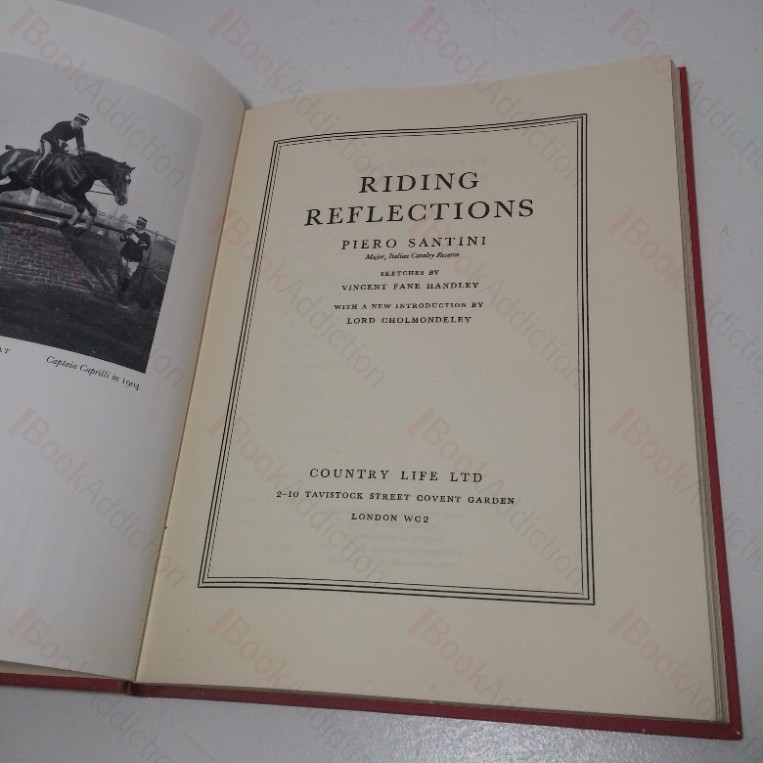 AT
Captain Caprilli in 1904
RIDING
REFLECTIONS
PIERO SANTINI
Major, Italian Cavalry Reserve
SKETCHES BY
VINCENT FANE HANDLEY
WITH A NEW INTRODUCTION BY
LORD CHOLMONDELEY
COUNTRY LIFE LTD
2–10 TAVISTOCK STREET COVENT GARDEN
LONDON WC2
BookAddiction